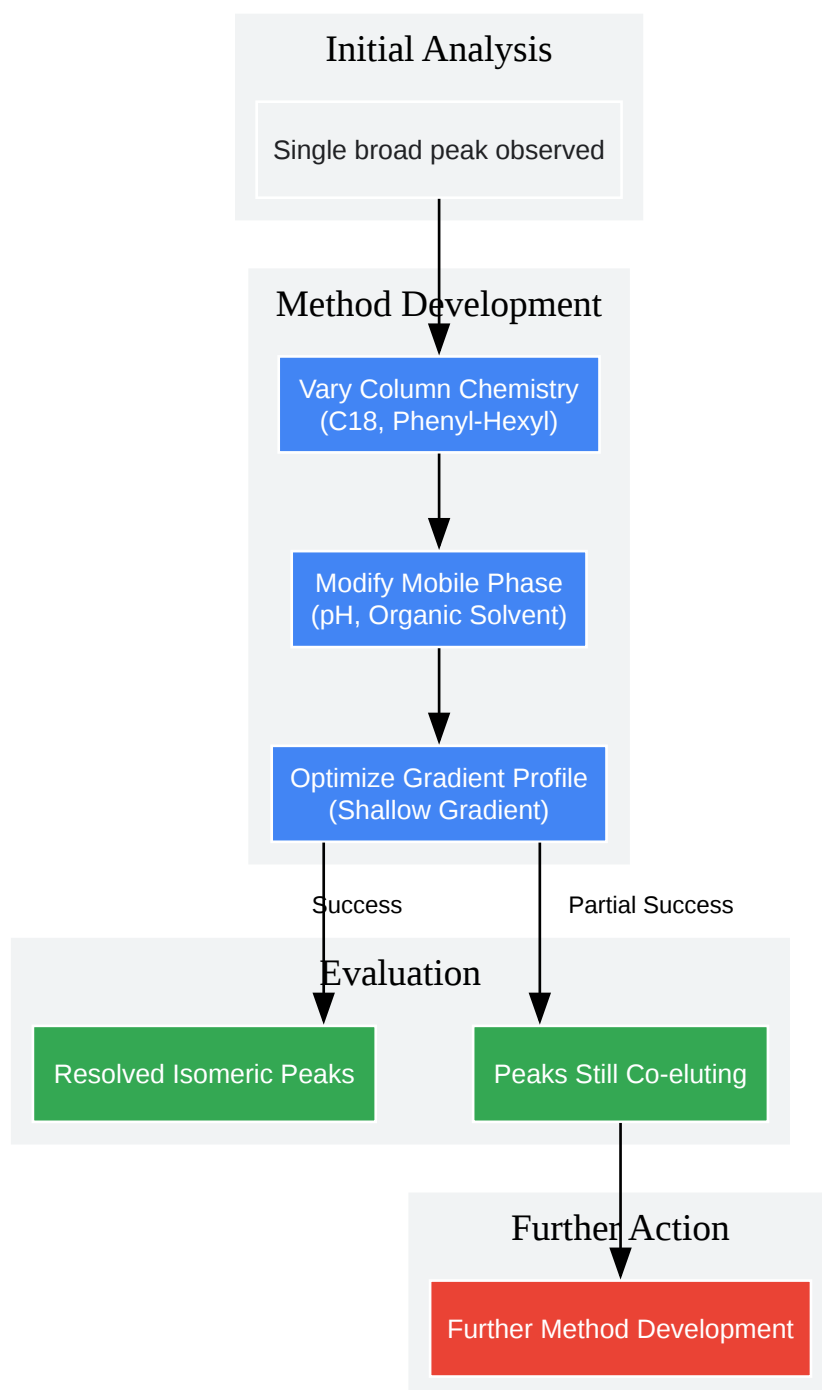 Initial Analysis
Single broad peak observed
Method Development
Vary Column Chemistry
(C18, Phenyl-Hexyl)
Modify Mobile Phase
(pH, Organic Solvent)
Optimize Gradient Profile
(Shallow Gradient)
Success
Partial Success
Evaluation
Resolved Isomeric Peaks
Peaks Still Co-eluting
Further Action
Further Method Development